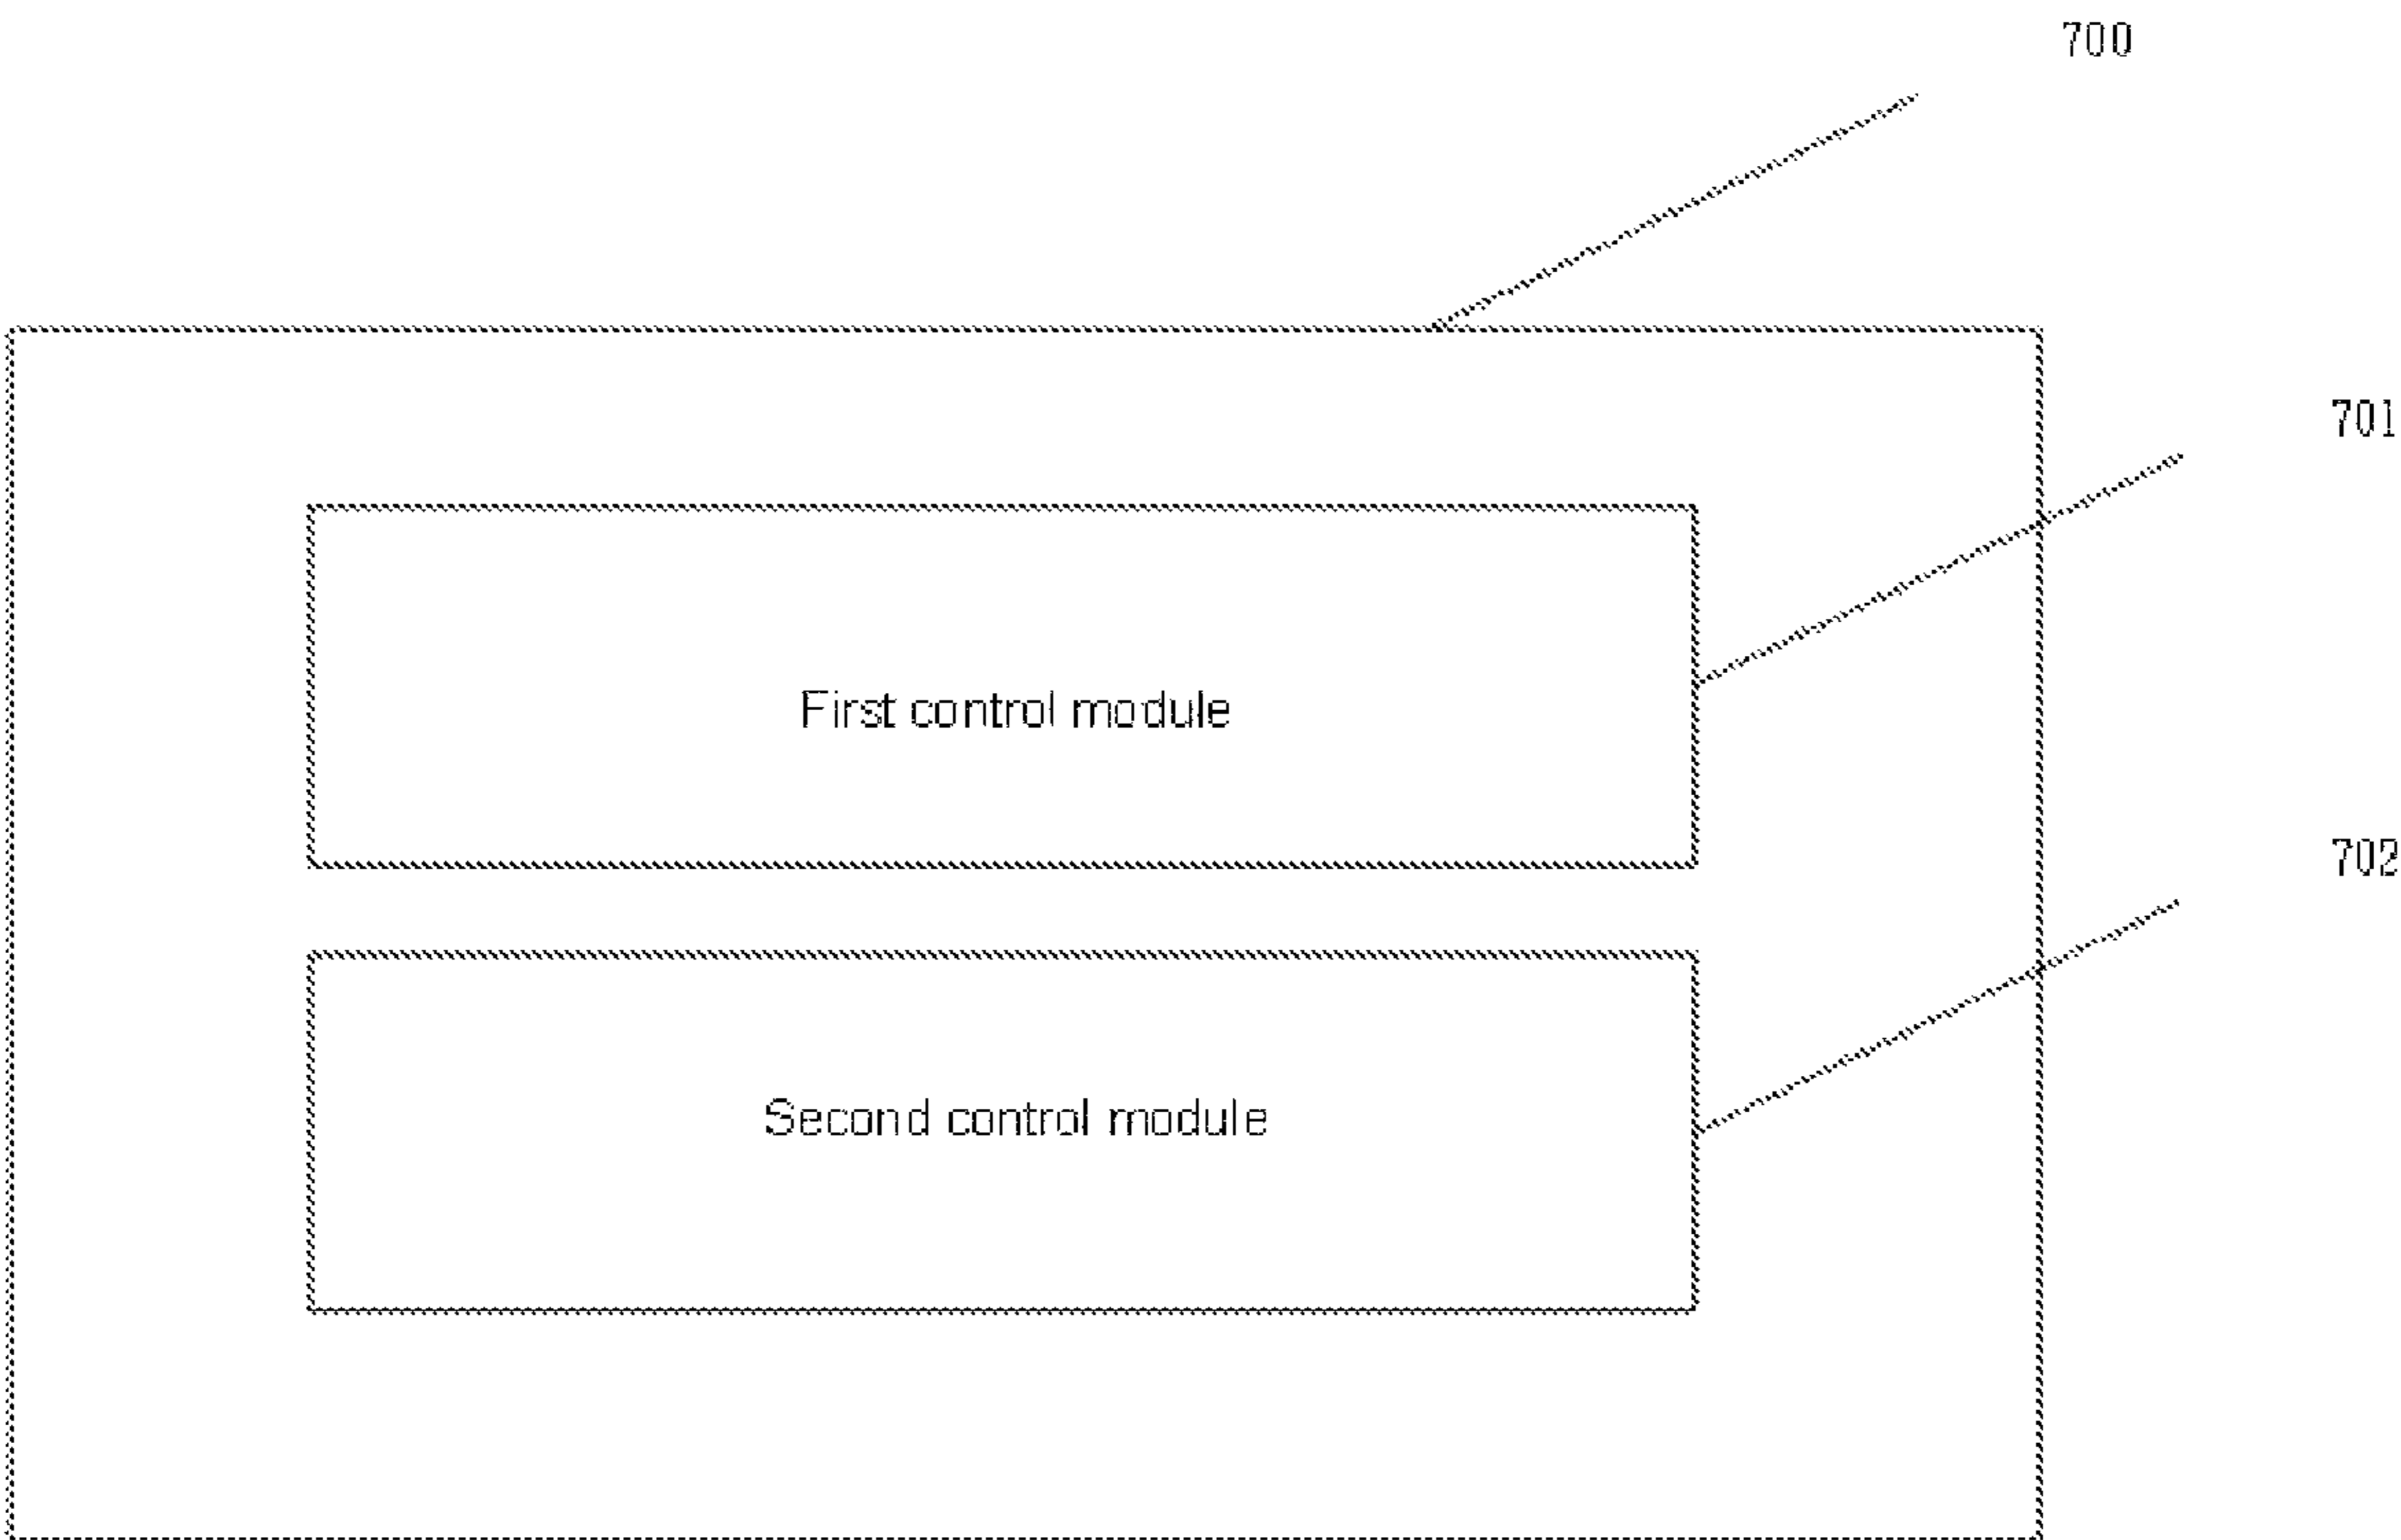 700
701
First control module
702
Second control module